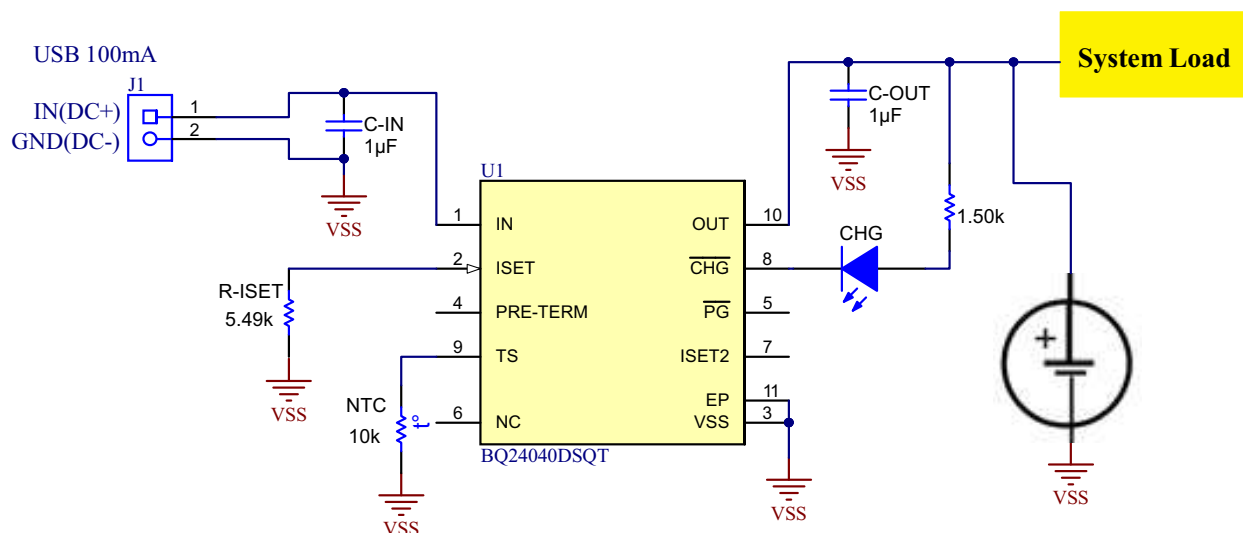 USB 100mA
J1
IN(DC+)
1
GND(DC-)
2
C-IN
1µF
VSS
System Load
C-OUT
1µF
VSS
1.50k
CHG
U1
1
IN
OUT
10
2
ISET
CHG
8
4
PRE-TERM
PG
5
9
TS
ISET2
7
EP
11
6
NC
VSS
3
BQ24040DSQT
R-ISET
5.49k
VSS
NTC
10k
t°
VSS
VSS
+
VSS